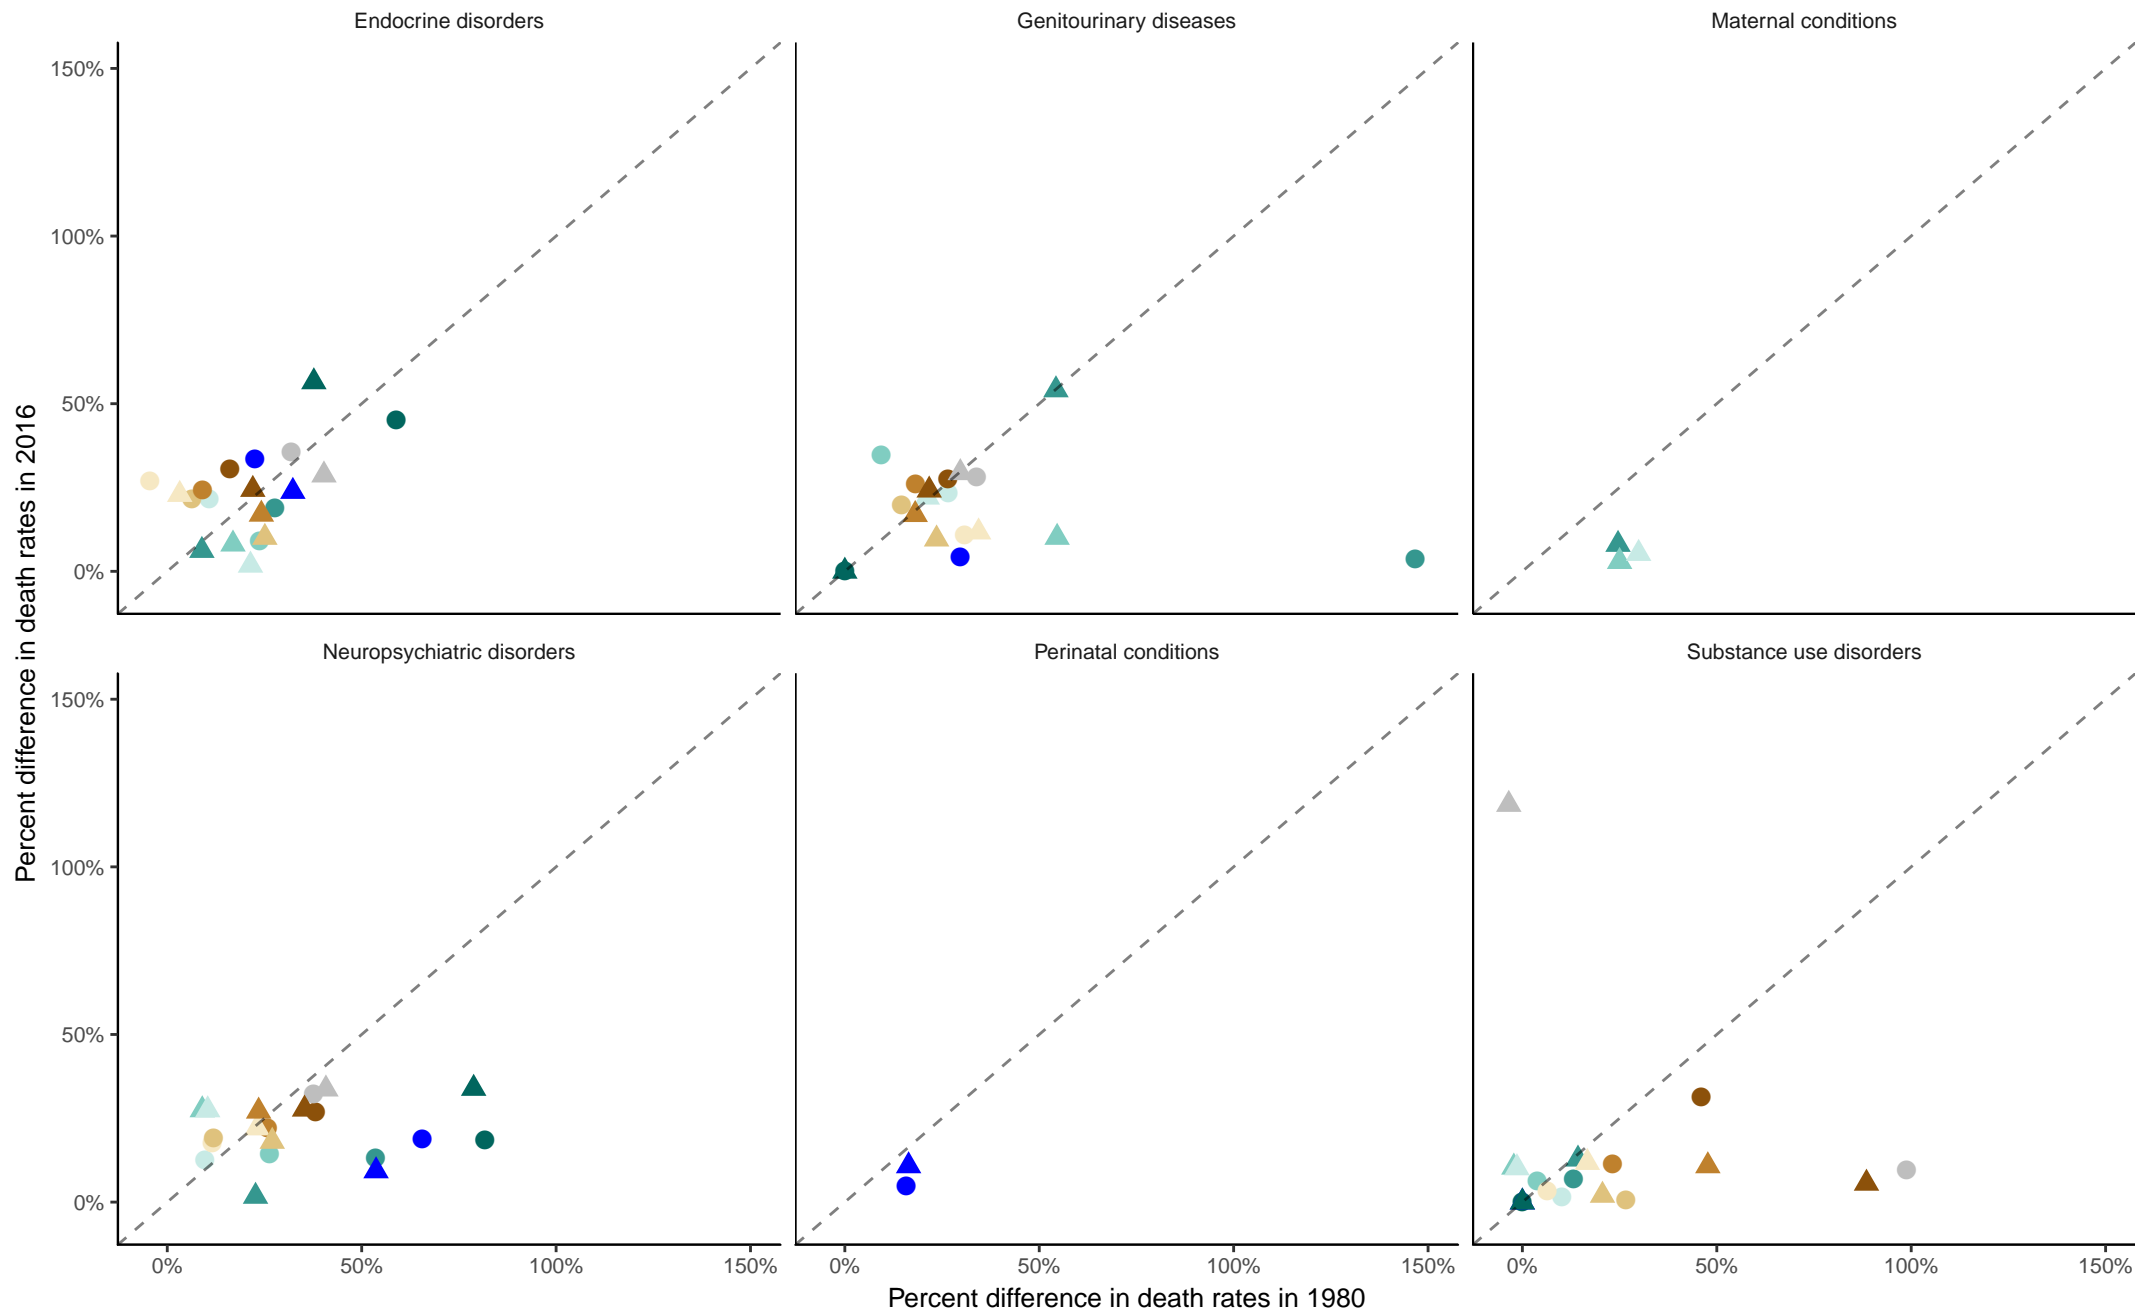 Endocrine disorders Genitourinary diseases Maternal conditions
150%
100%
50%
0%
Percent difference in death rates in 2016
Neuropsychiatric disorders Perinatal conditions Substance use disorders
150%
100%
50%
0%
0% 50% 100% 150% 0% 50% 100% 150% 0% 50% 100% 150%
Percent difference in death rates in 1980